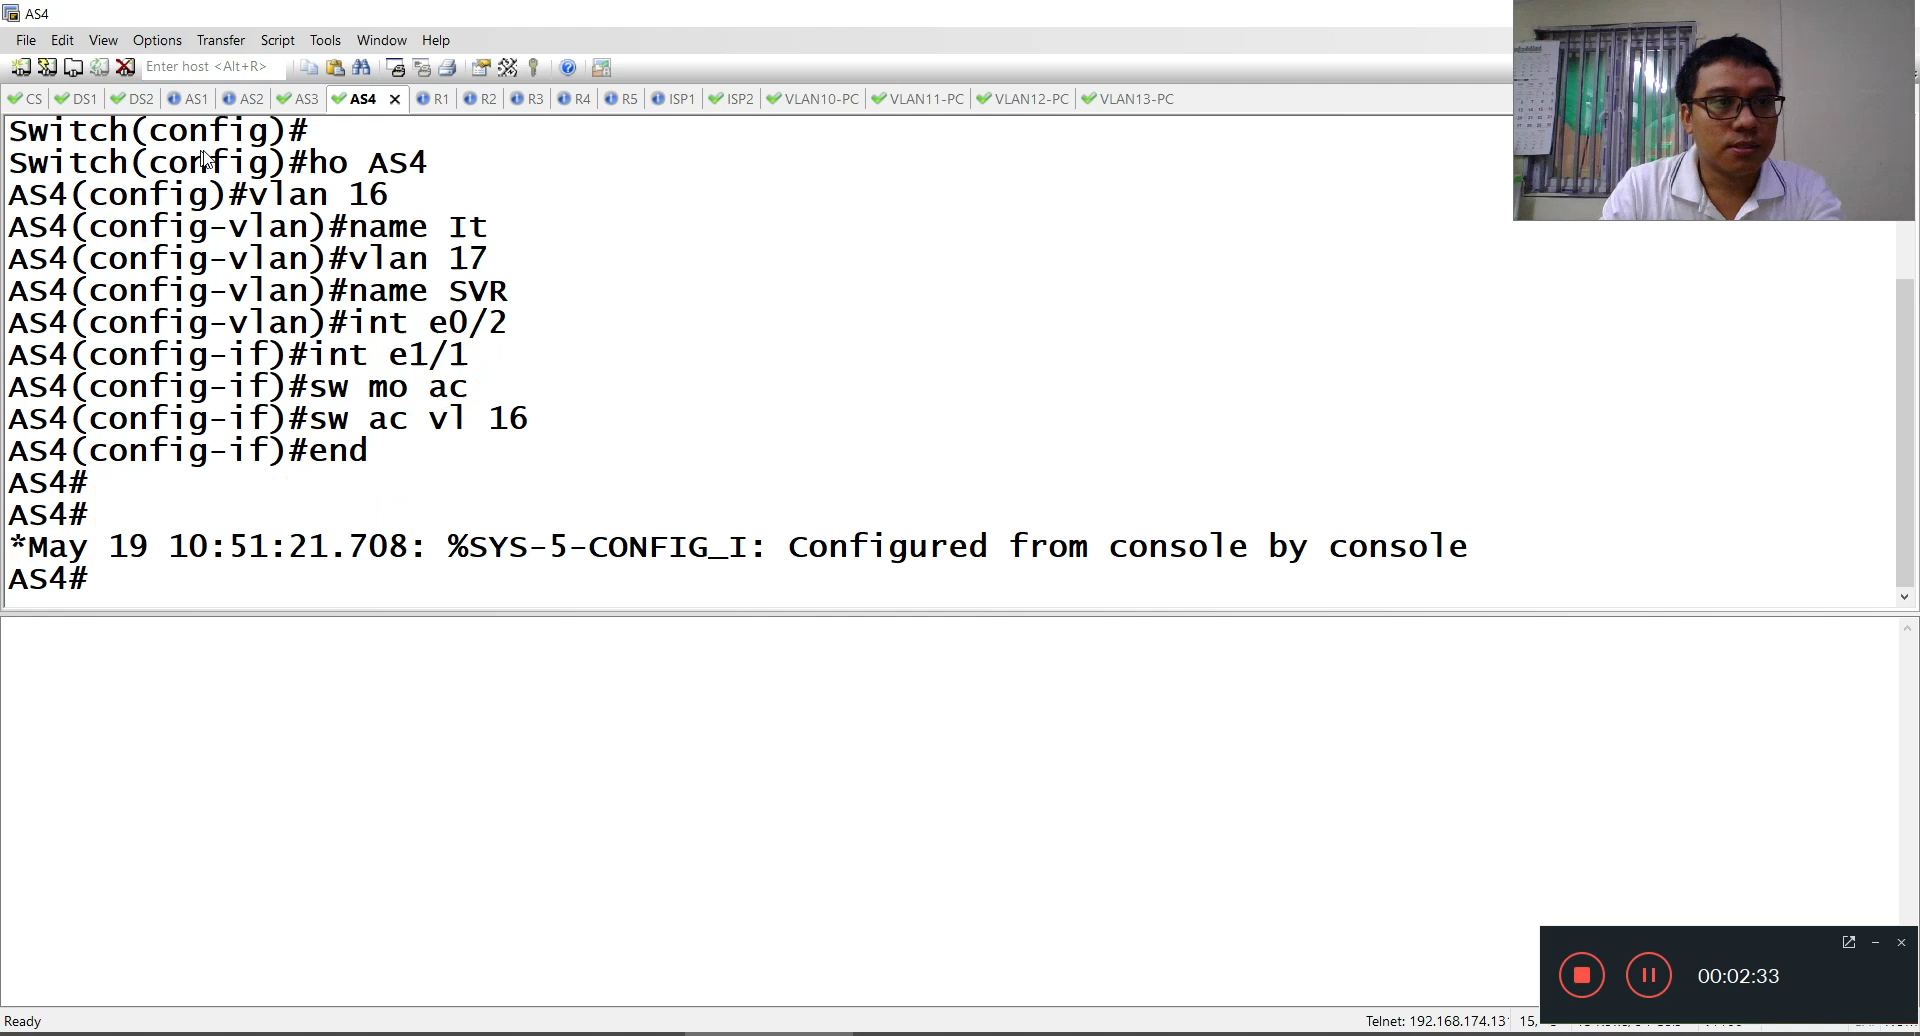 AS4
File Edit View Options Transfer Script Tools Window Help
Enter host <Alt+R>
CS DS1 DS2 AS1 AS2 AS3 AS4 R1 R2 R3 R4 R5 ISP1 ISP2 VLAN10-PC VLAN11-PC VLAN12-PC VLAN13-PC
Switch(config)#
Switch(config)#ho AS4
AS4(config)#vlan 16
AS4(config-vlan)#name It
AS4(config-vlan)#vlan 17
AS4(config-vlan)#name SVR
AS4(config-vlan)#int e0/2
AS4(config-if)#int e1/1
AS4(config-if)#sw mo ac
AS4(config-if)#sw ac vl 16
AS4(config-if)#end
AS4#
AS4#
*May 19 10:51:21.708: %SYS-5-CONFIG_I: Configured from console by console
AS4#
00:02:33
Ready Telnet: 192.168.174.13 15,